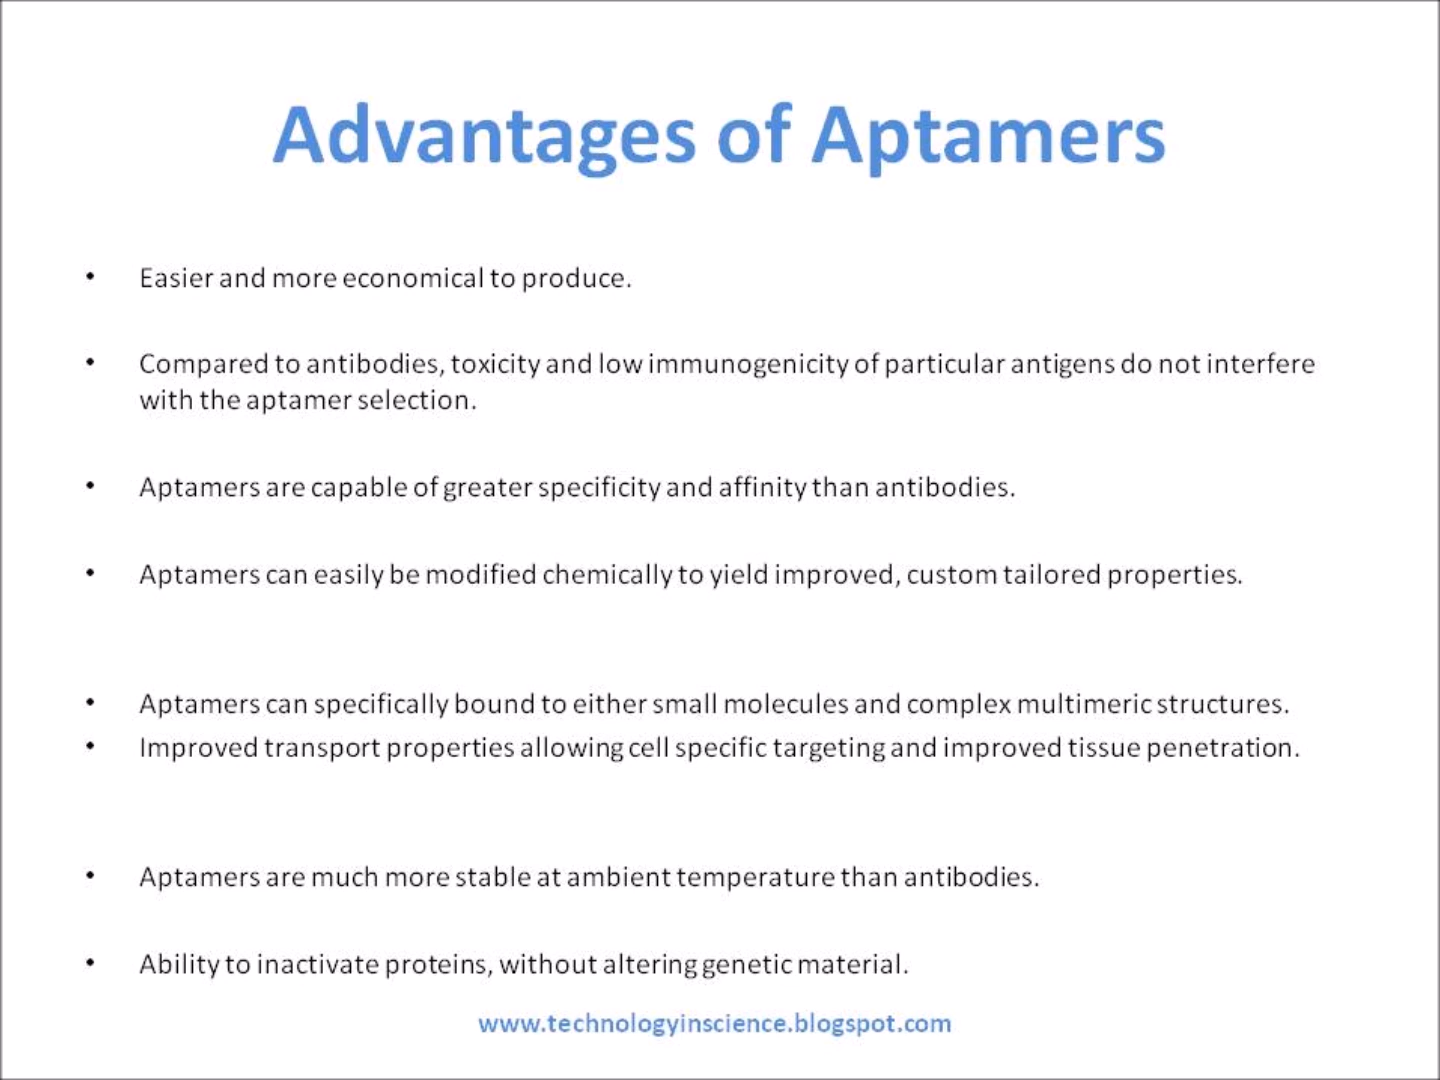 Advantages of Aptamers
• Easier and more economical to produce.
• Compared to antibodies, toxicity and low immunogenicity of particular antigens do not interfere
with the aptamer selection.
• Aptamers are capable of greater specificity and affinity than antibodies.
• Aptamers can easily be modified chemically to yield improved, custom tailored properties.
• Aptamers can specifically bound to either small molecules and complex multimeric structures.
• Improved transport properties allowing cell specific targeting and improved tissue penetration.
• Aptamers are much more stable at ambient temperature than antibodies.
• Ability to inactivate proteins, without altering genetic material.
www.technologyinscience.blogspot.com